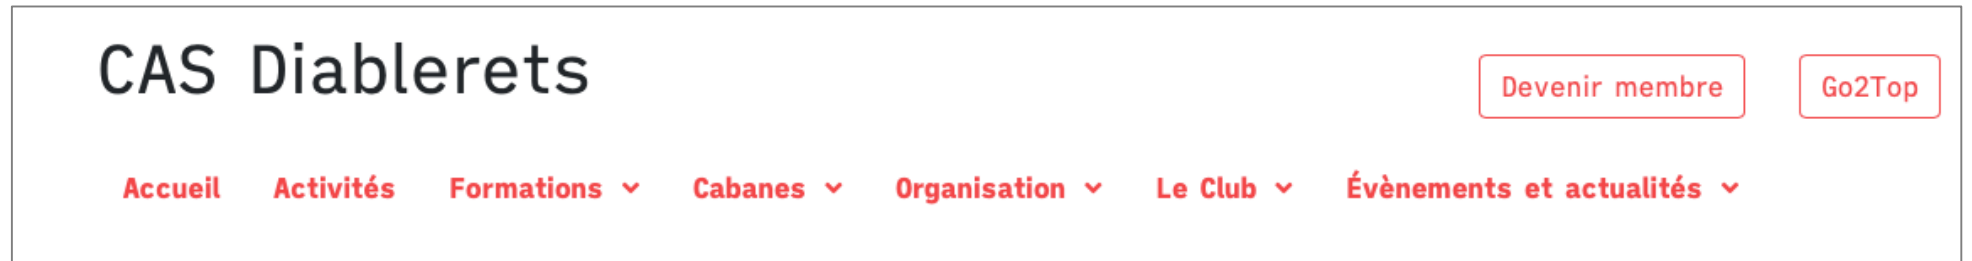 CAS Diablerets
Devenir membre Go2Top
Accueil Activités Formations Cabanes Organisation Le Club Évènements et actualités